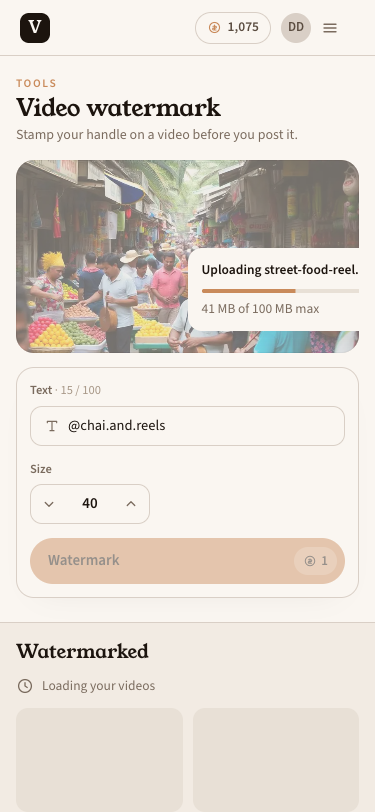 V
1,075
DD
TOOLS
Video watermark
Stamp your handle on a video before you post it.
Uploading street-food-reel.
41 MB of 100 MB max
Text · 15 / 100
@chai.and.reels
Size
40
Watermark
1
Watermarked
Loading your videos